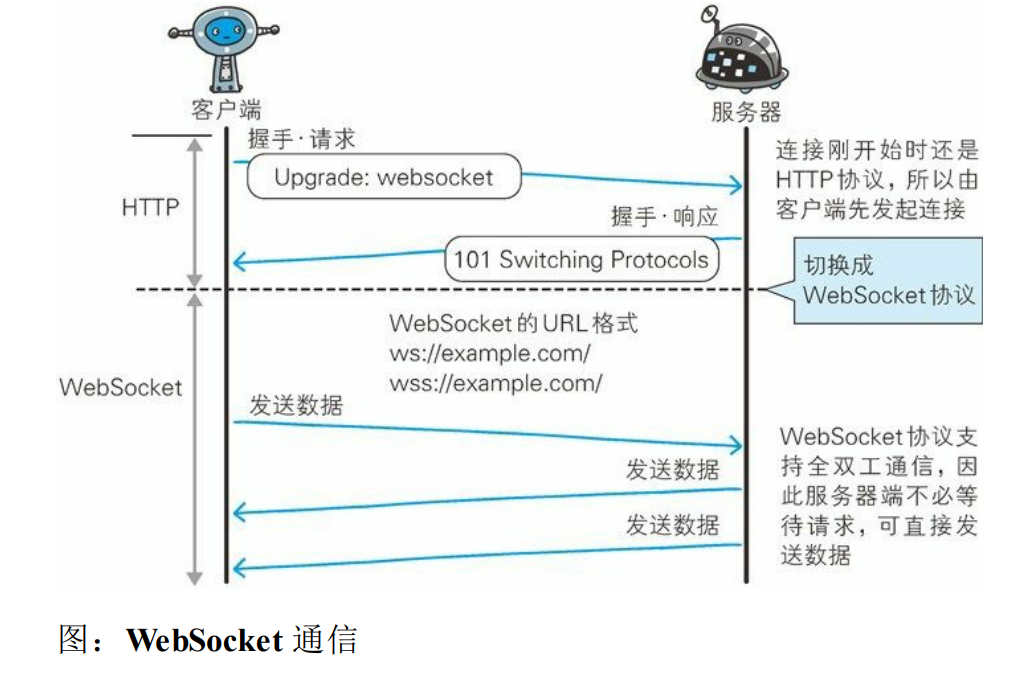 客户端
服务器
握手·请求
Upgrade: websocket
连接刚开始时还是
HTTP协议，所以由
客户端先发起连接
HTTP
握手·响应
101 Switching Protocols
切换成
WebSocket协议
WebSocket的URL格式
ws://example.com/
wss://example.com/
WebSocket
发送数据
WebSocket协议支
持全双工通信，因
此服务器端不必等
待请求，可直接发
送数据
发送数据
发送数据
图：WebSocket 通信